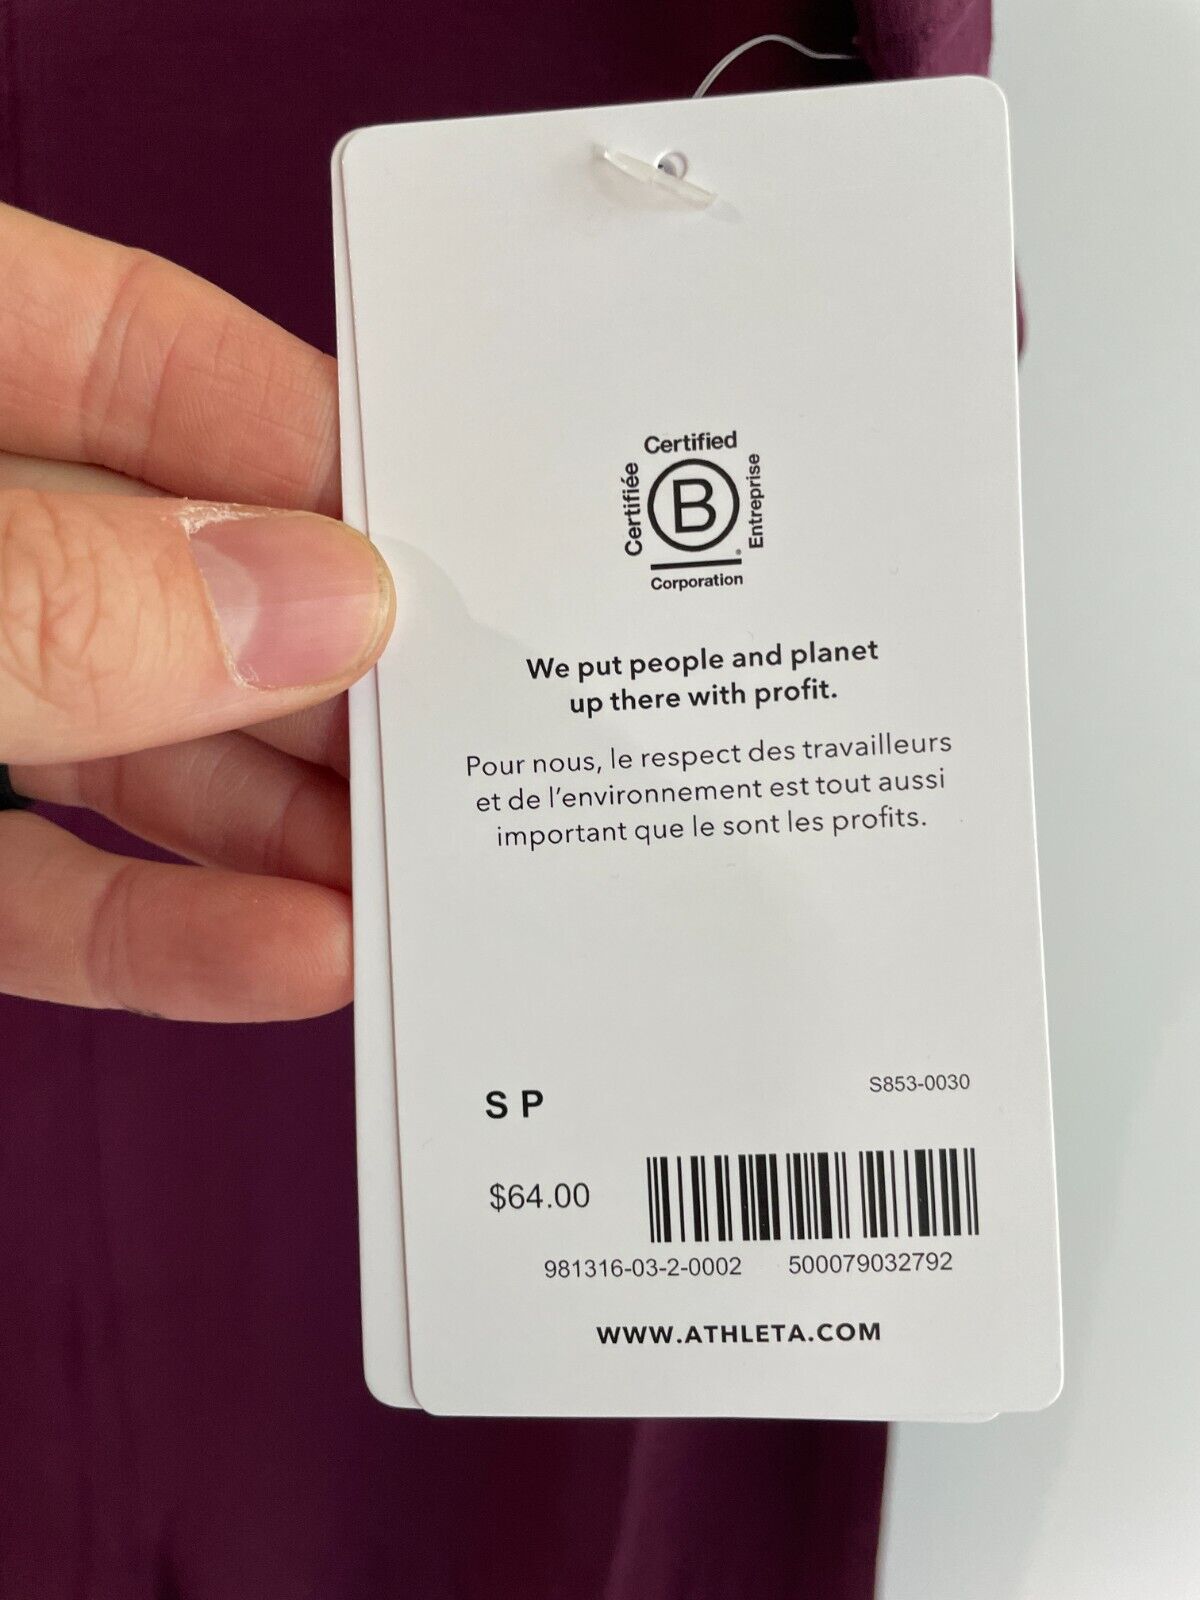 Certified
Certifiée
B
Entreprise
®
Corporation
We put people and planet
up there with profit.
Pour nous, le respect des travailleurs
et de l'environnement est tout aussi
important que le sont les profits.
S853-0030
S P
$64.00
981316-03-2-0002 500079032792
WWW.ATHLETA.COM